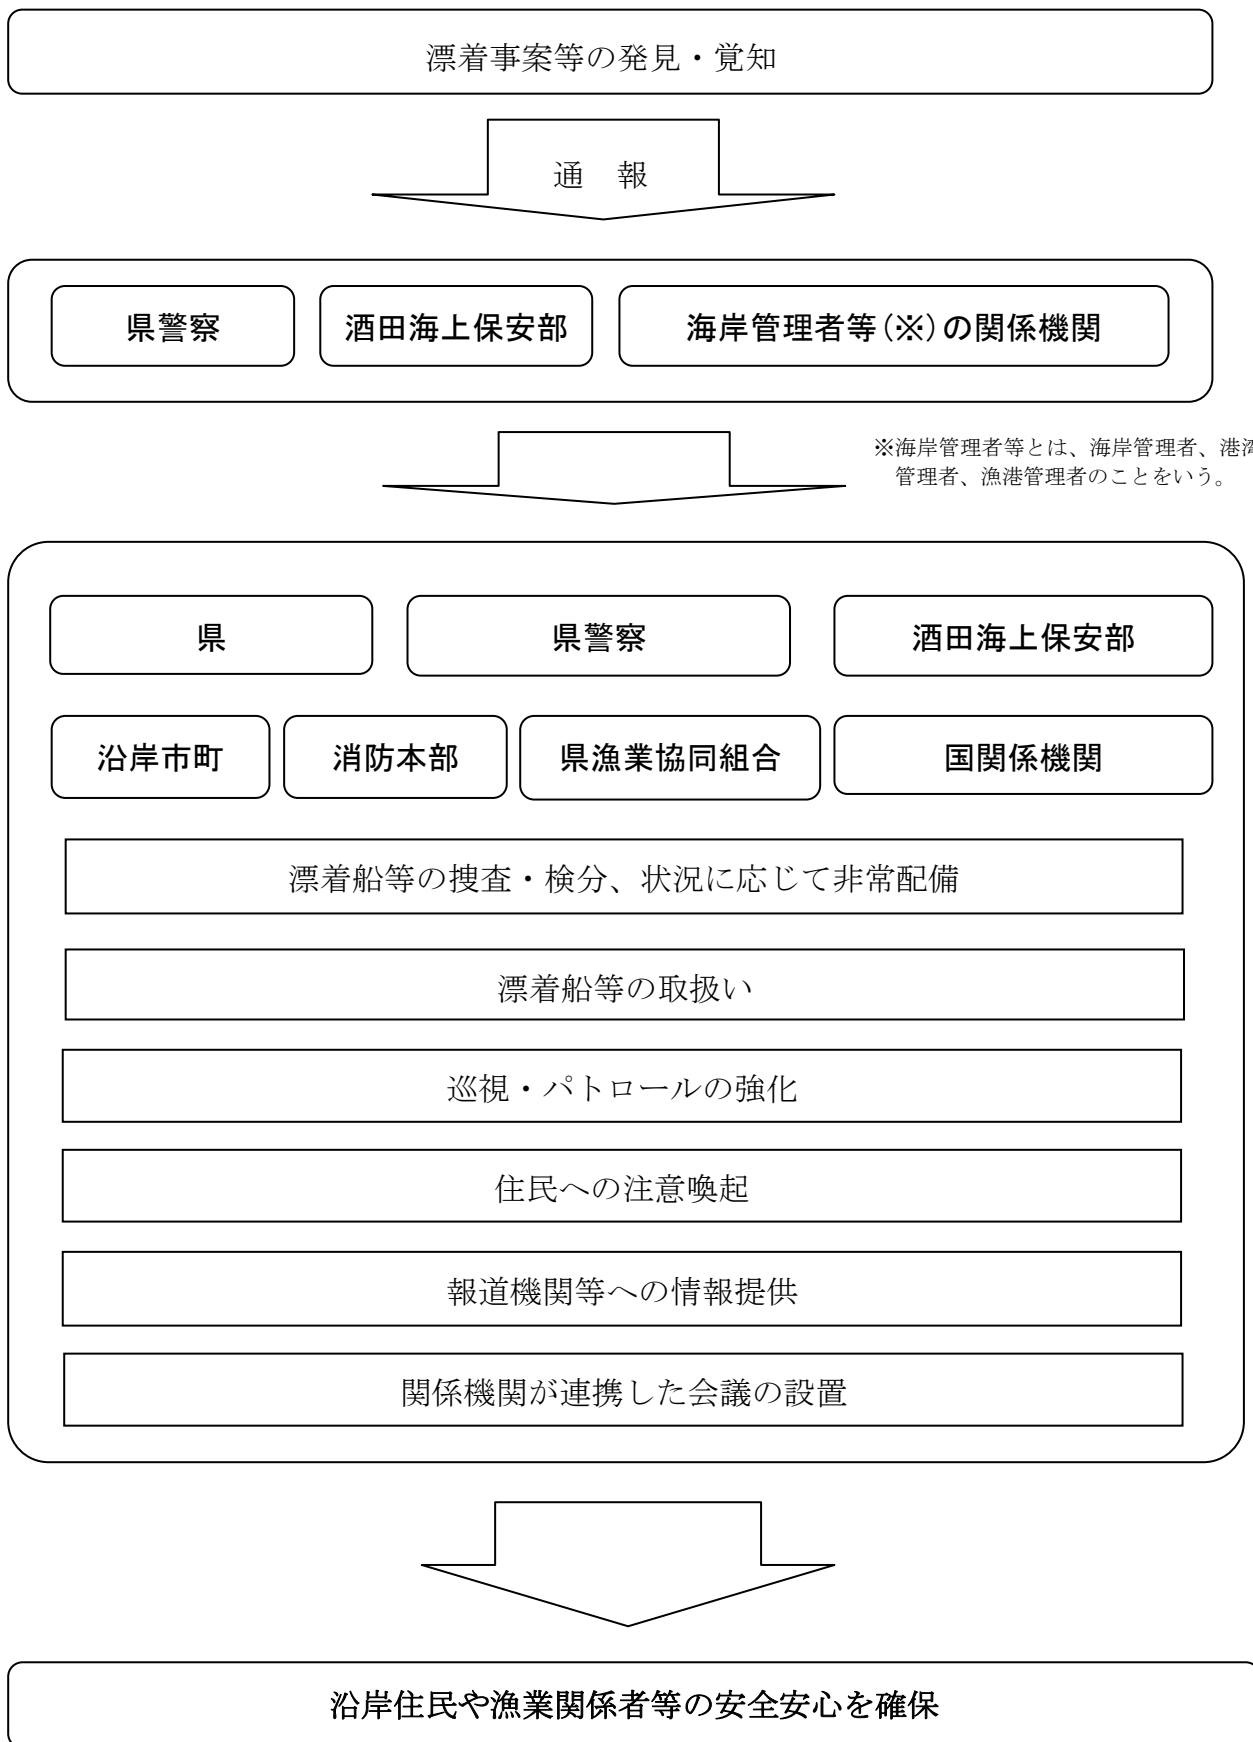 漂着事案等の発見・覚知
通　報
県警察
酒田海上保安部
海岸管理者等(※)の関係機関
※海岸管理者等とは、海岸管理者、港湾
管理者、漁港管理者のことをいう。
県
県警察
酒田海上保安部
沿岸市町
消防本部
県漁業協同組合
国関係機関
漂着船等の捜査・検分、状況に応じて非常配備
漂着船等の取扱い
巡視・パトロールの強化
住民への注意喚起
報道機関等への情報提供
関係機関が連携した会議の設置
沿岸住民や漁業関係者等の安全安心を確保